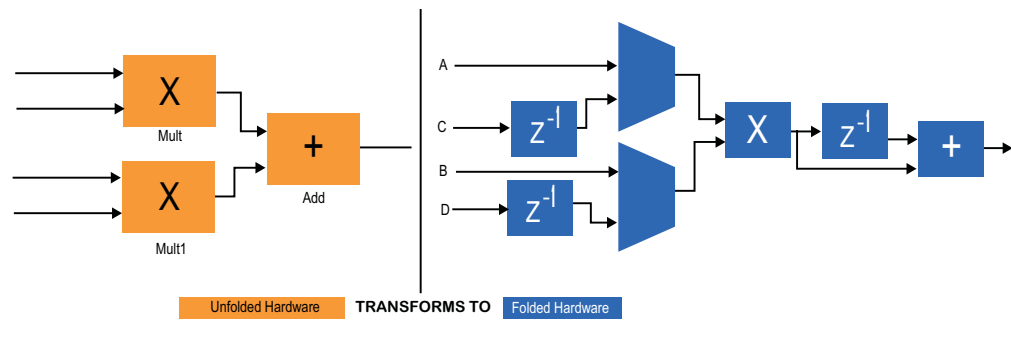 X
Mult
X
Mult1
+
Add
A
C
z-1
B
D
z-1
X
z-1
+
Unfolded Hardware TRANSFORMS TO Folded Hardware